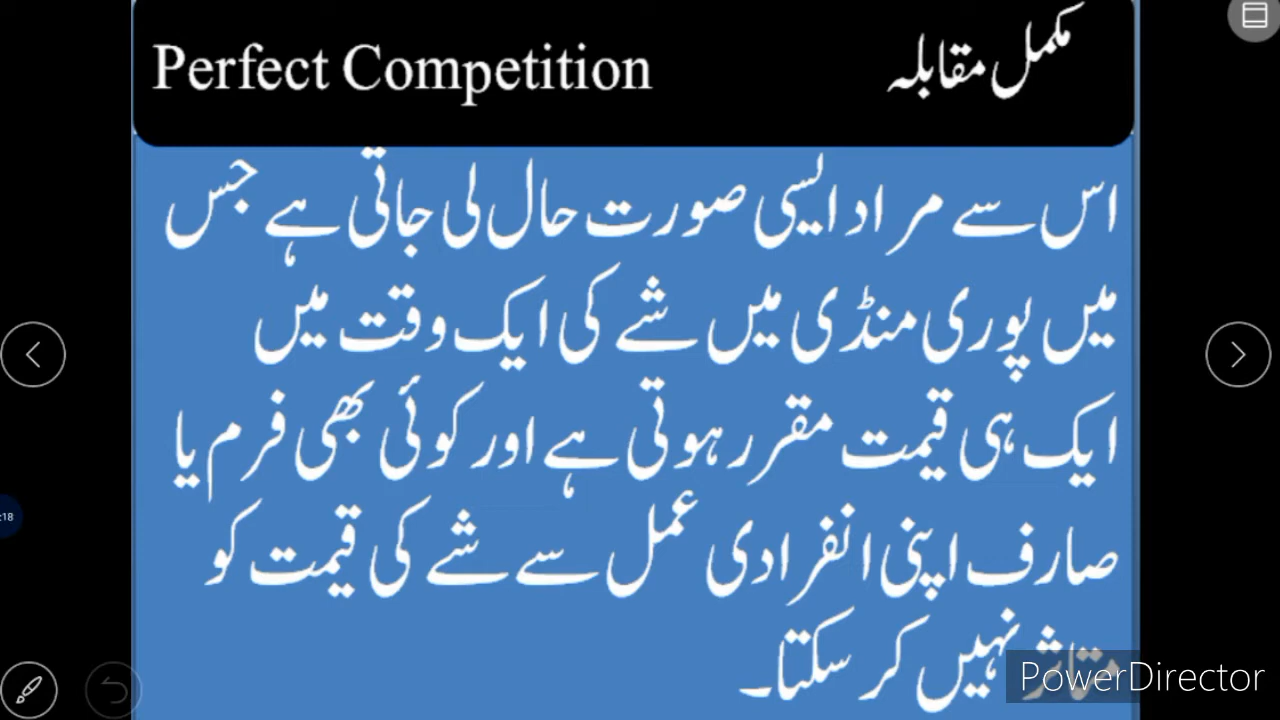 Perfect Competition مکمل مقابلہ
اس سے مراد ایسی صورت حال لی جاتی ہے جس
میں پوری منڈی میں شے کی ایک وقت میں
ایک ہی قیمت مقرر ہوتی ہے اور کوئی بھی فرم یا
:18
صارف اپنی انفرادی عمل سے شے کی قیمت کو
متاثر نہیں کر سکتا۔
PowerDirector